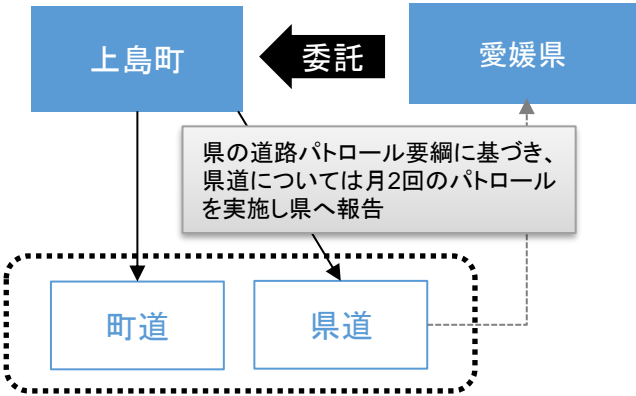 上島町
委託
愛媛県
県の道路パトロール要綱に基づき、
県道については月2回のパトロール
を実施し県へ報告
町道
県道